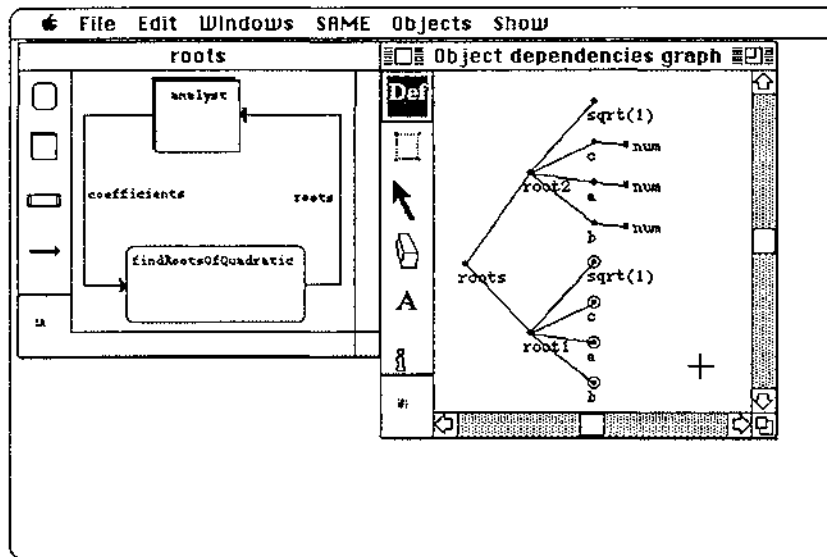 File Edit Windows SAME Objects Show
roots
Object dependencies graph
analyst
coefficients
roots
findRootsOfQuadratic
Def
A
i
sqrt(1)
c num
root2 a num
b num
roots
sqrt(1)
c
root1 a
b